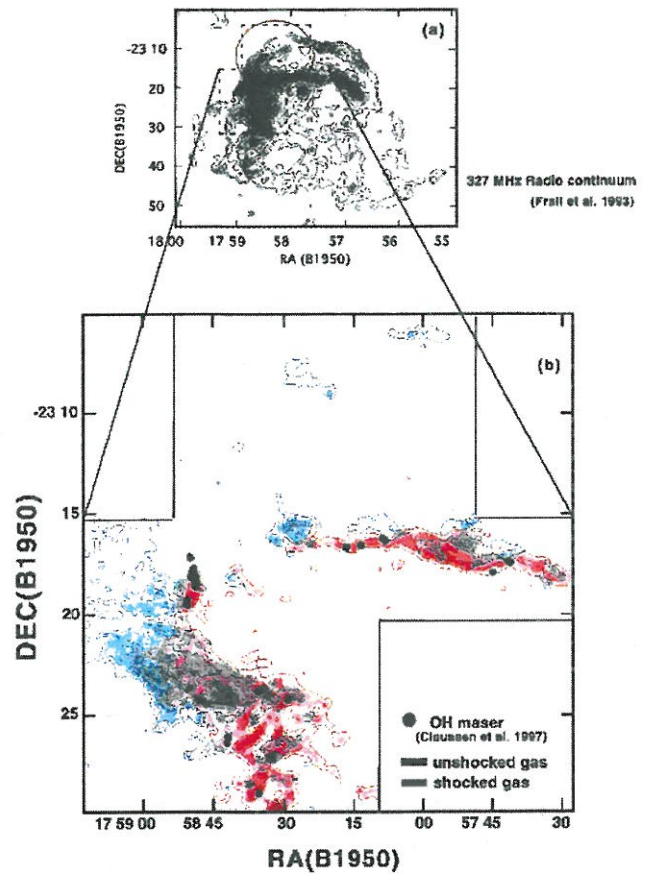 (a)
-23 10
20
30
40
50
DEC(B1950)
18 00 17 59 58 57 56 55
RA (B1950)
327 MHz Radio continuum
(Frail et al. 1993)
(b)
-23 10
15
20
25
DEC(B1950)
OH maser
(Claussen et al. 1997)
unshocked gas
shocked gas
17 59 00 58 45 30 15 00 57 45 30
RA(B1950)